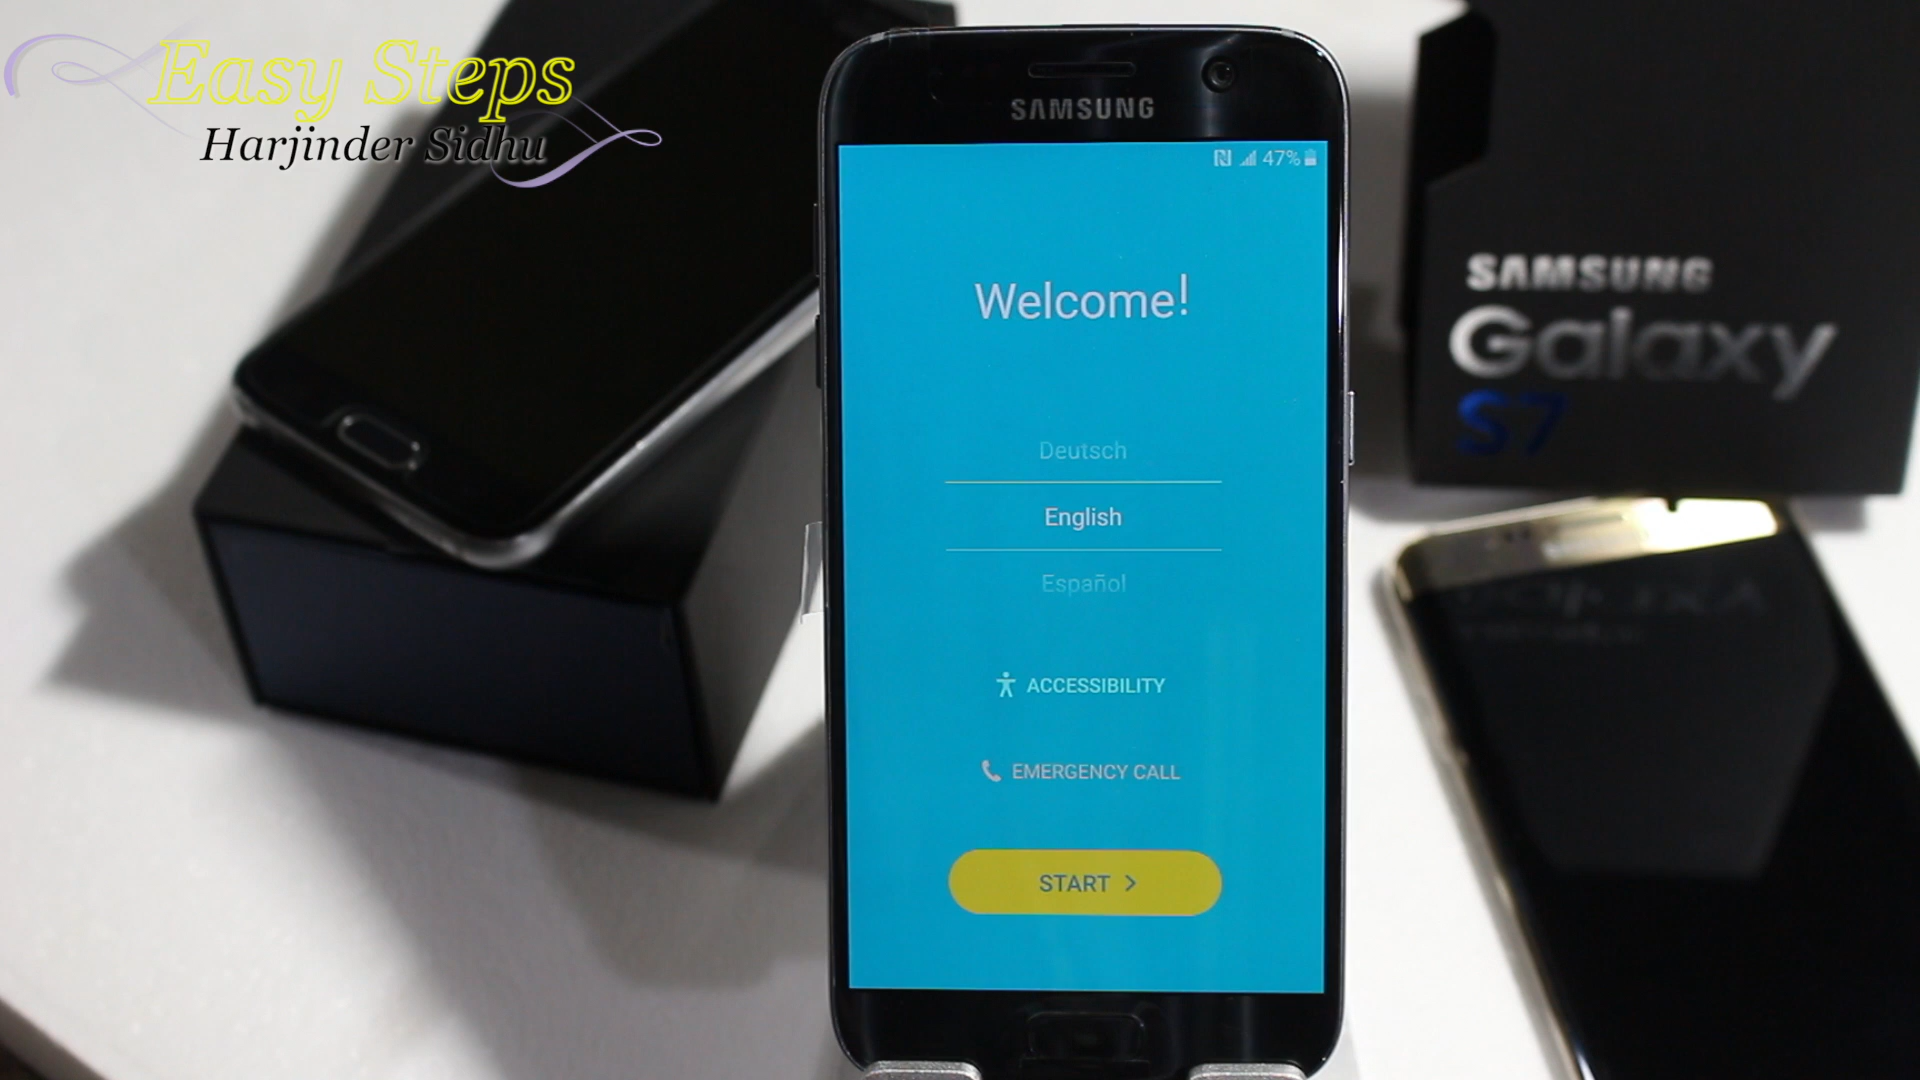 Easy Steps
Harjinder Sidhu
SAMSUNG
47%
Welcome!
Deutsch
English
Español
ACCESSIBILITY
EMERGENCY CALL
START >
SAMSUNG
Galaxy
S7